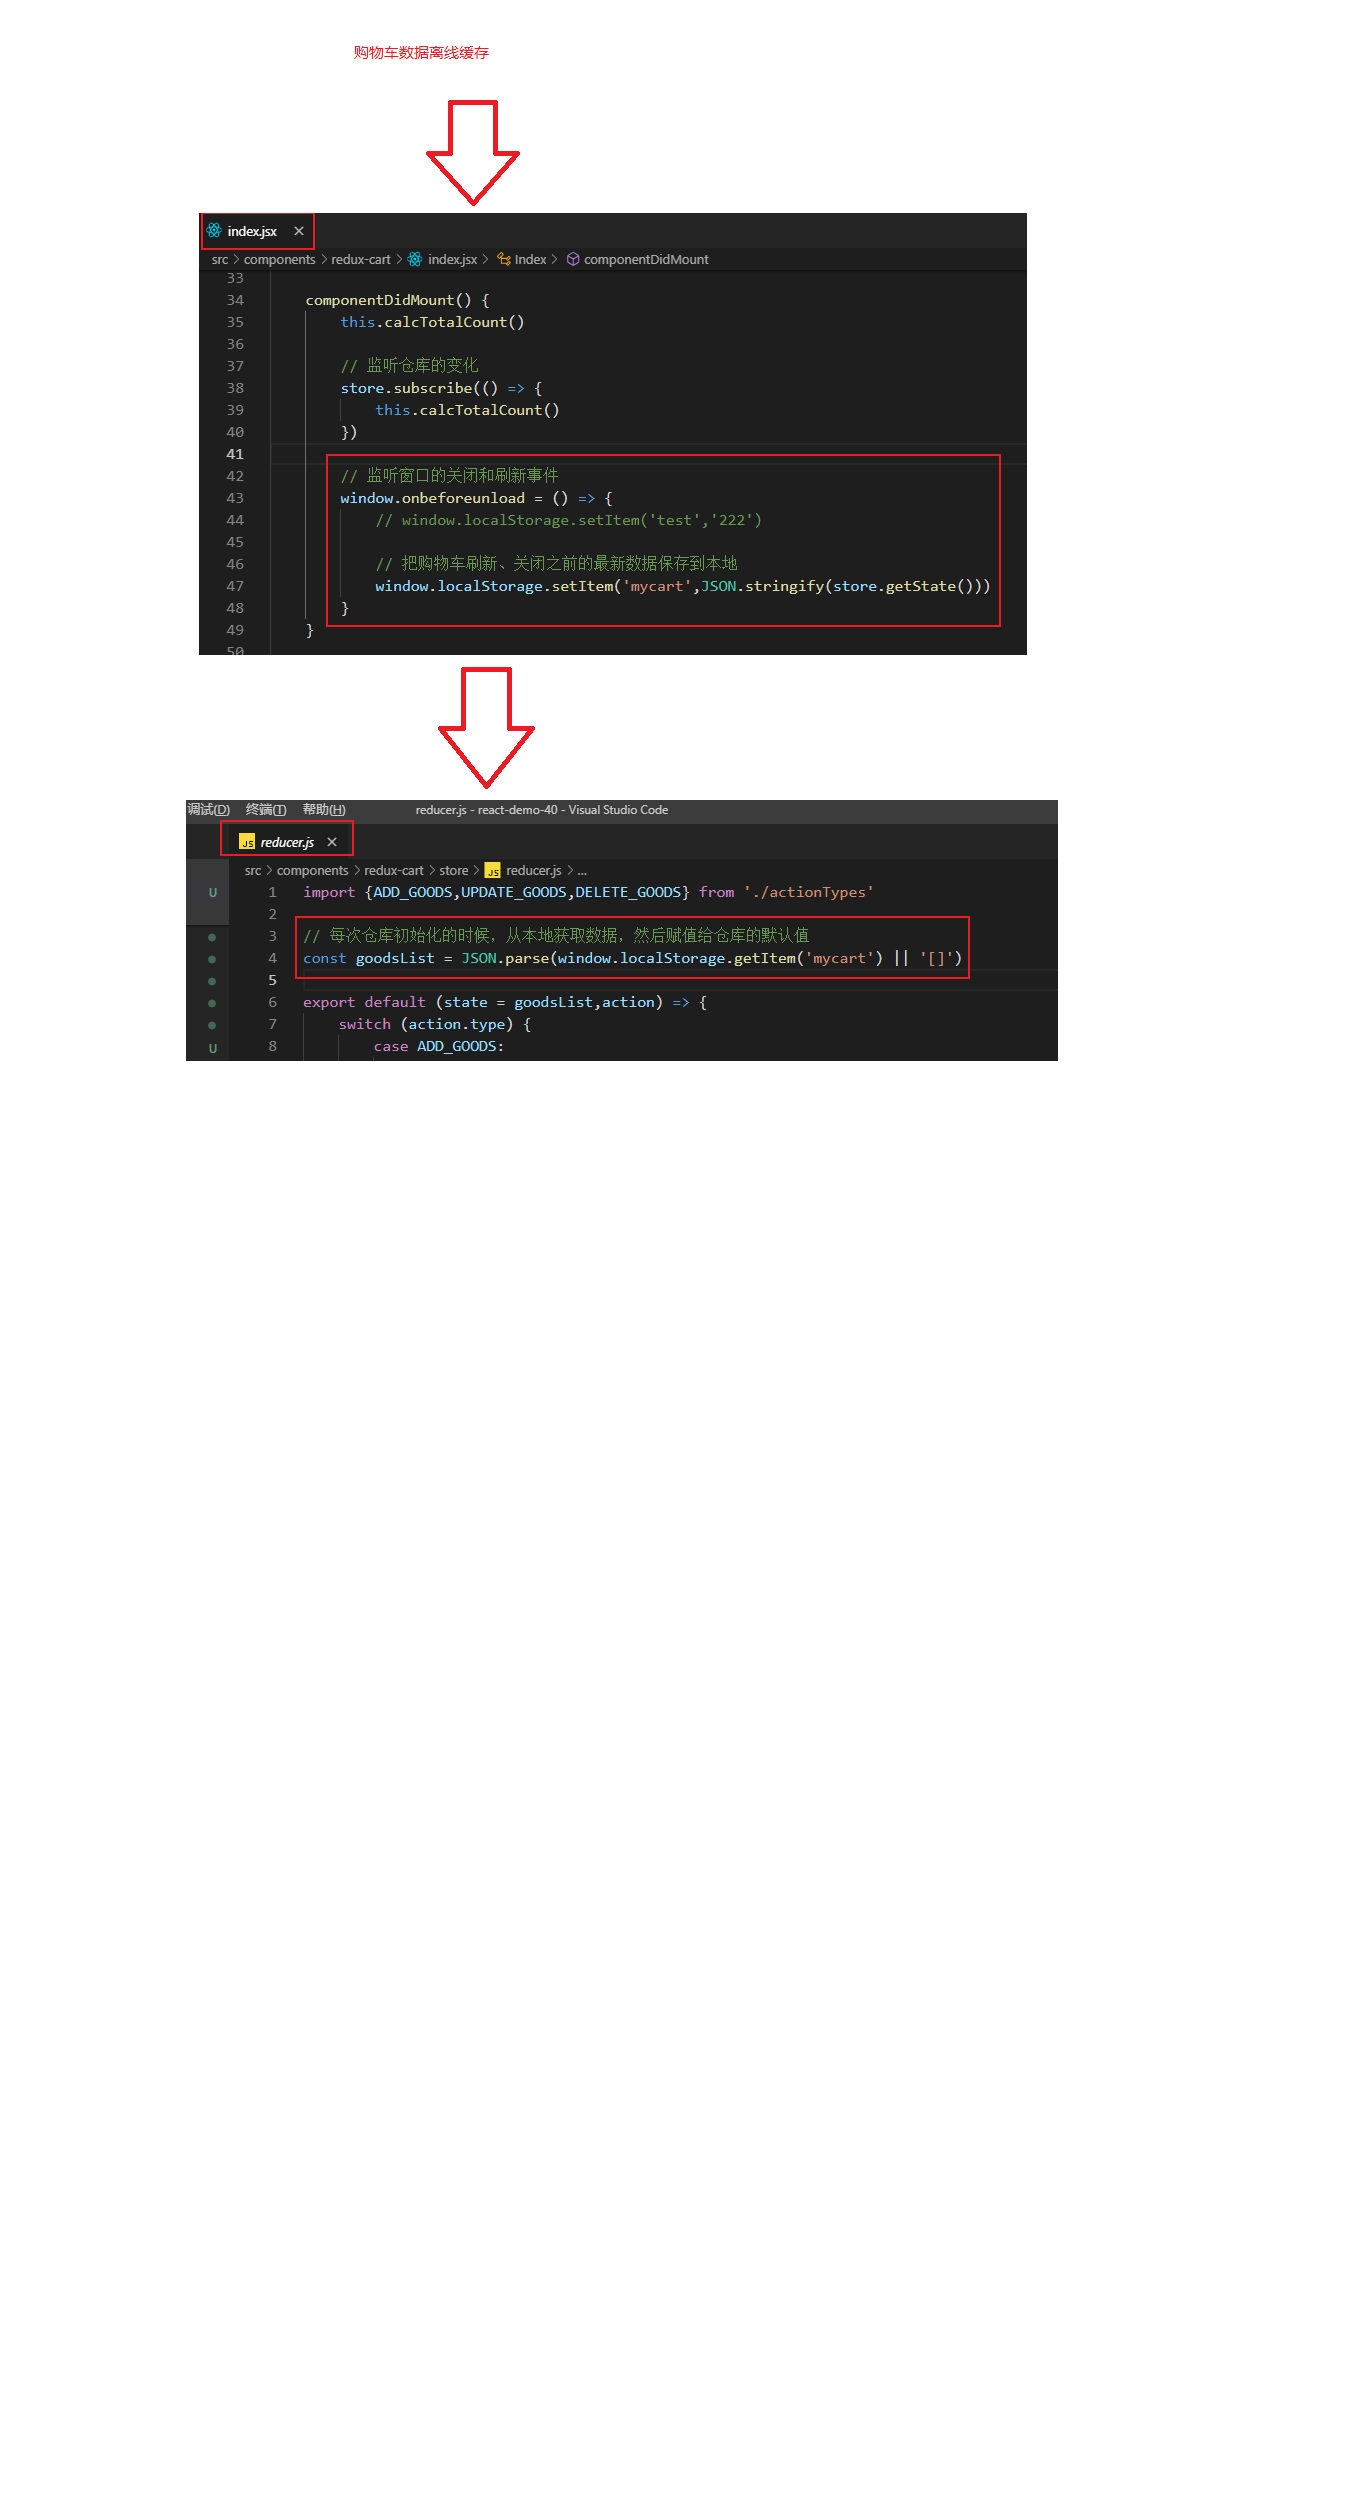 购物车数据离线缓存
index.jsx ×
src > components > redux-cart > index.jsx > Index > componentDidMount
33
34 componentDidMount() {
35 this.calcTotalCount()
36
37 // 监听仓库的变化
38 store.subscribe(() => {
39 this.calcTotalCount()
40 })
41
42 // 监听窗口的关闭和刷新事件
43 window.onbeforeunload = () => {
44 // window.localStorage.setItem('test','222')
45
46 // 把购物车刷新、关闭之前的最新数据保存到本地
47 window.localStorage.setItem('mycart',JSON.stringify(store.getState()))
48 }
49 }
50
调试(D) 终端(T) 帮助(H) reducer.js - react-demo-40 - Visual Studio Code
JS reducer.js ×
src > components > redux-cart > store > JS reducer.js > ...
U 1 import {ADD_GOODS,UPDATE_GOODS,DELETE_GOODS} from './actionTypes'
2
3 // 每次仓库初始化的时候，从本地获取数据，然后赋值给仓库的默认值
4 const goodsList = JSON.parse(window.localStorage.getItem('mycart') || '[]')
5
6 export default (state = goodsList,action) => {
7 switch (action.type) {
U 8 case ADD_GOODS: